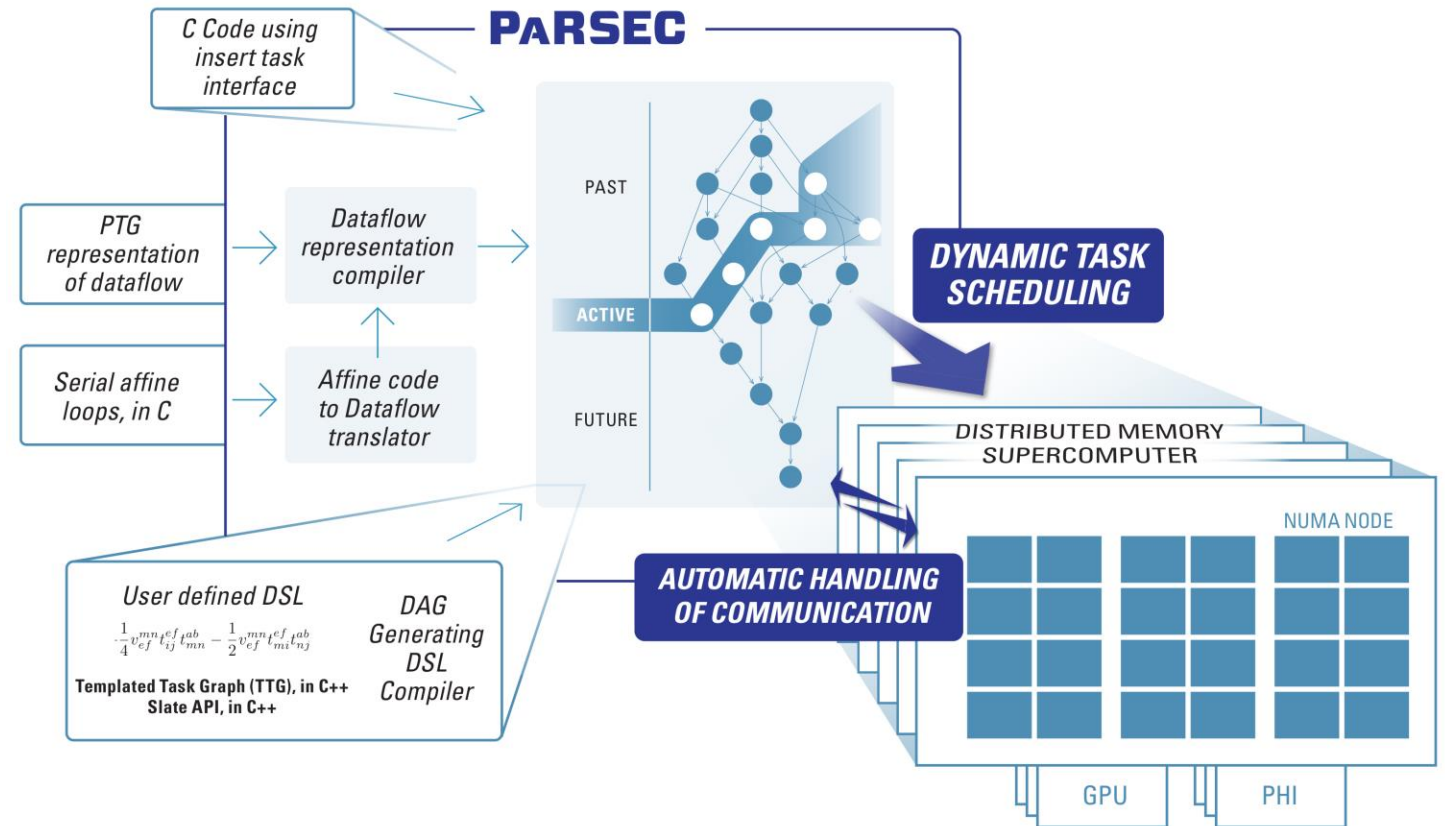 PARSEC
C Code using
insert task
interface
PTG
representation
of dataflow
Dataflow
representation
compiler
Serial affine
loops, in C
Affine code
to Dataflow
translator
PAST
ACTIVE
FUTURE
DYNAMIC TASK
SCHEDULING
DISTRIBUTED MEMORY
SUPERCOMPUTER
NUMA NODE
AUTOMATIC HANDLING
OF COMMUNICATION
User defined DSL
·\frac{1}{4}v_{ef}^{mn}t_{ij}^{ef}t_{mn}^{ab} - \frac{1}{2}v_{ef}^{mn}t_{mi}^{ef}t_{nj}^{ab}
Templated Task Graph (TTG), in C++
Slate API, in C++
DAG
Generating
DSL
Compiler
GPU
PHI